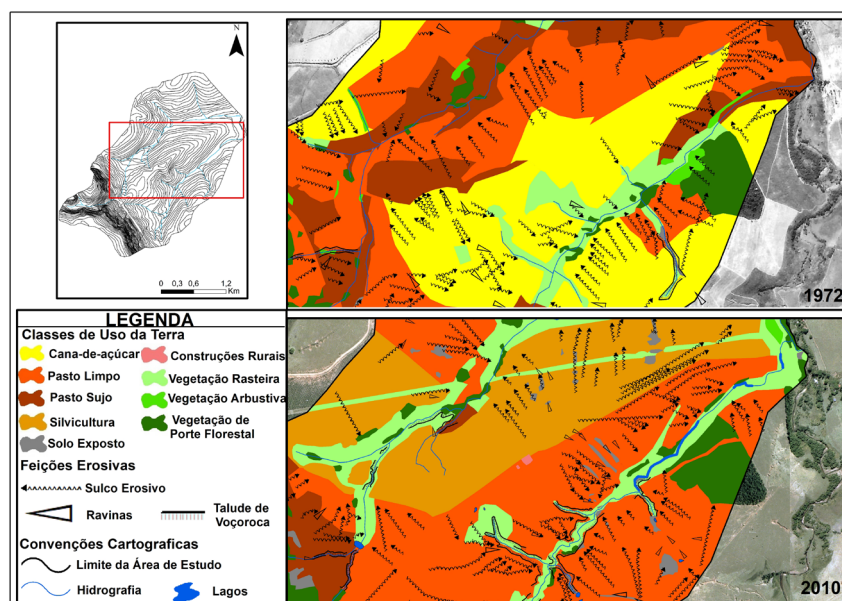 N
0 0,3 0,6 1,2
Km
1972
LEGENDA
Classes de Uso da Terra
Cana-de-açúcar
Construções Rurais
Pasto Limpo
Vegetação Rasteira
Pasto Sujo
Vegetação Arbustiva
Silvicultura
Vegetação de
Porte Florestal
Solo Exposto
Feições Erosivas
Sulco Erosivo
Ravinas
Talude de
Voçoroca
Convenções Cartograficas
Limite da Área de Estudo
Hidrografia
Lagos
2010